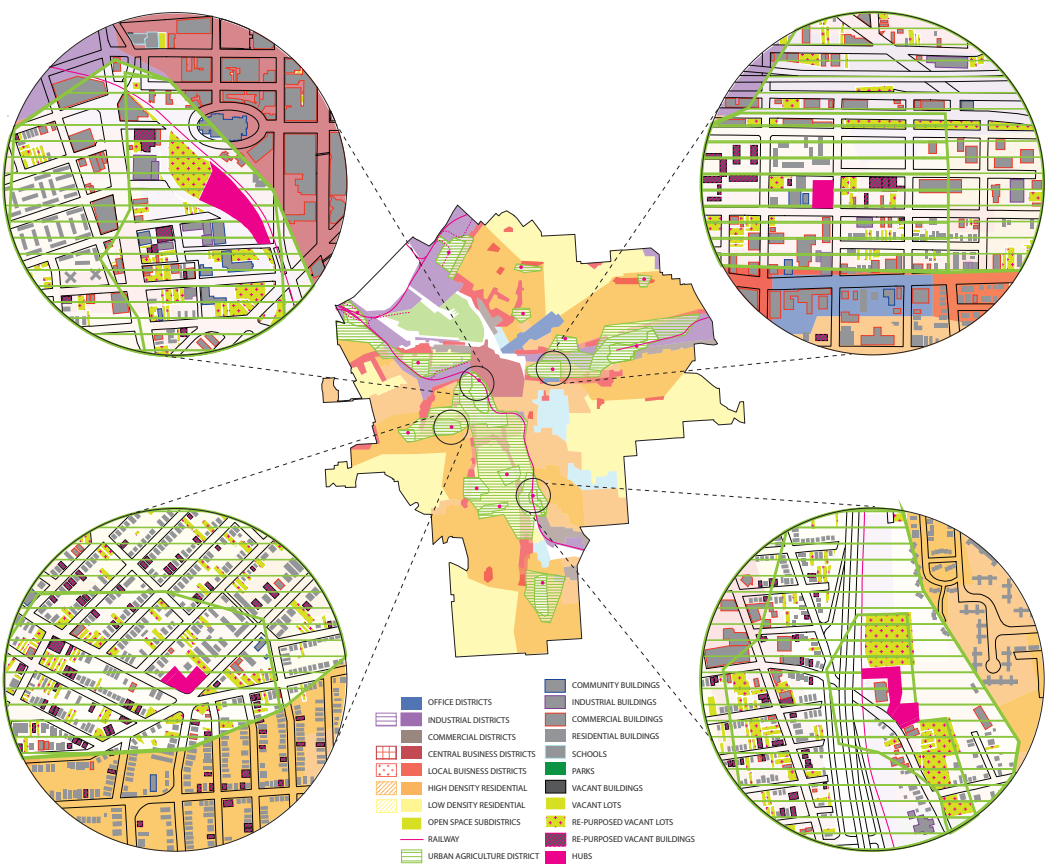 OFFICE DISTRICTS
INDUSTRIAL DISTRICTS
COMMERCIAL DISTRICTS
CENTRAL BUSINESS DISTRICTS
LOCAL BUISNESS DISTRICTS
HIGH DENSITY RESIDENTIAL
LOW DENSITY RESIDENTIAL
OPEN SPACE SUBDISTRICS
RAILWAY
URBAN AGRICULTURE DISTRICT
COMMUNITY BUILDINGS
INDUSTRIAL BUILDINGS
COMMERCIAL BUILDINGS
RESIDENTIAL BUILDINGS
SCHOOLS
PARKS
VACANT BUILDINGS
VACANT LOTS
RE-PURPOSED VACANT LOTS
RE-PURPOSED VACANT BUILDINGS
HUBS